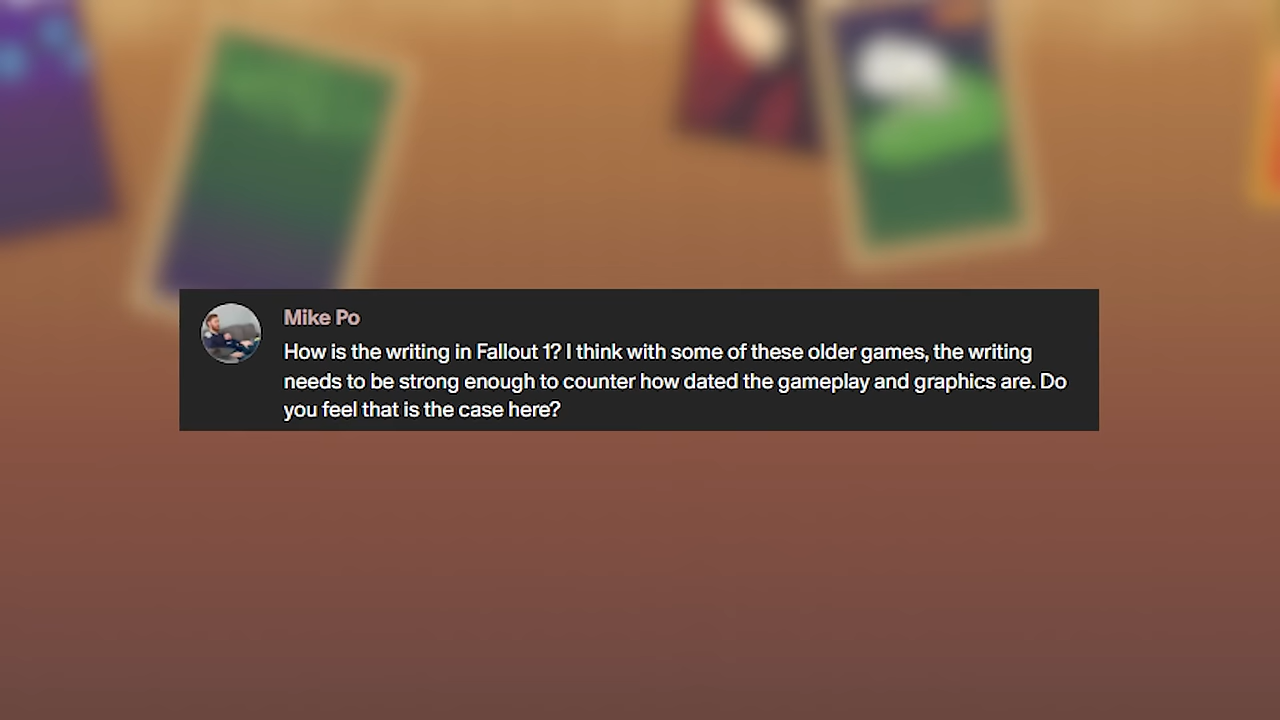 Mike Po
How is the writing in Fallout 1? I think with some of these older games, the writing
needs to be strong enough to counter how dated the gameplay and graphics are. Do
you feel that is the case here?